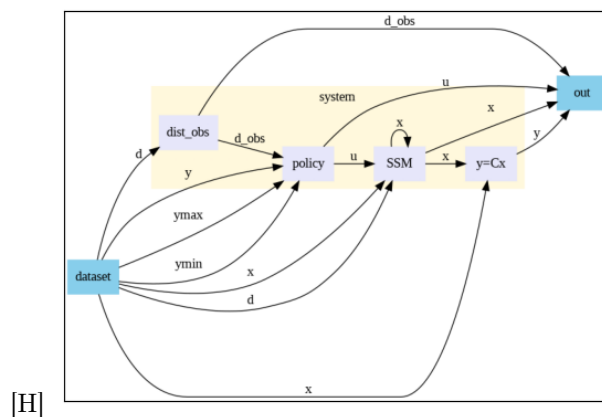 d_obs
system
u
out
dist_obs
d_obs
x
x
d
y
policy
u
SSM
x
y=Cx
y
ymax
ymin
x
dataset
d
x
[H]